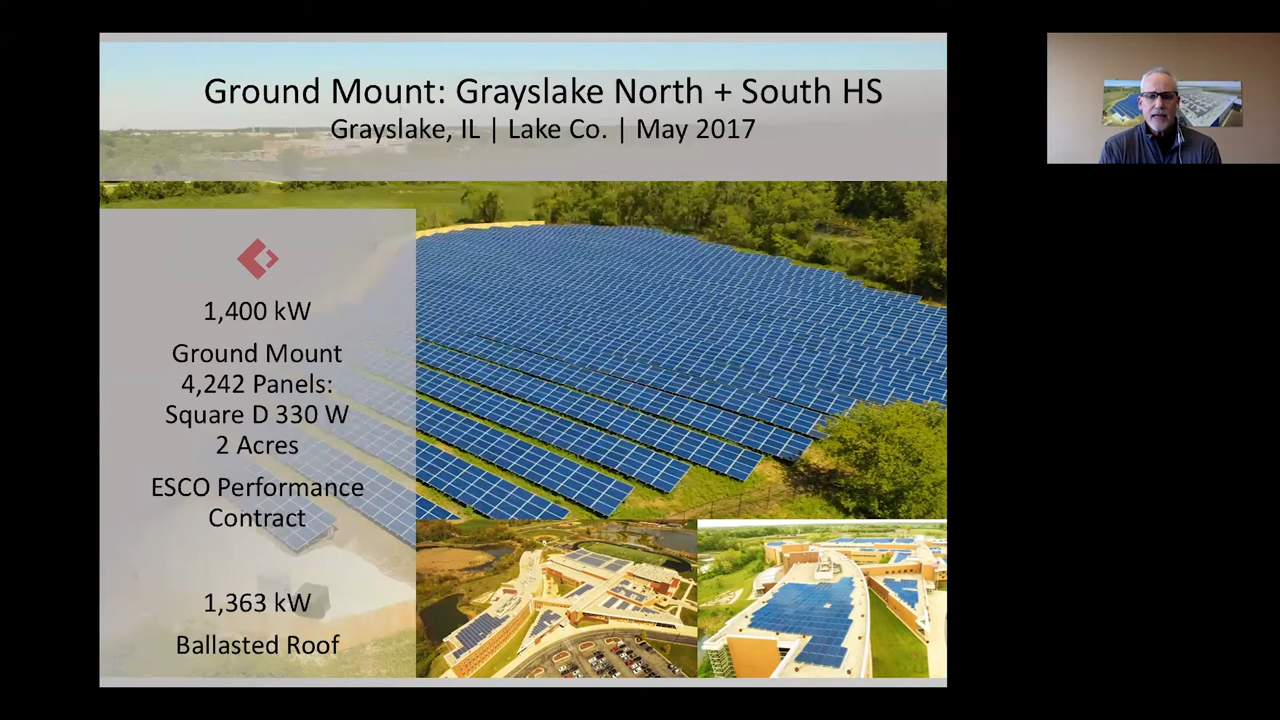 Ground Mount: Grayslake North + South HS
Grayslake, IL | Lake Co. | May 2017
1,400 kW
Ground Mount
4,242 Panels:
Square D 330 W
2 Acres
ESCO Performance
Contract
1,363 kW
Ballasted Roof